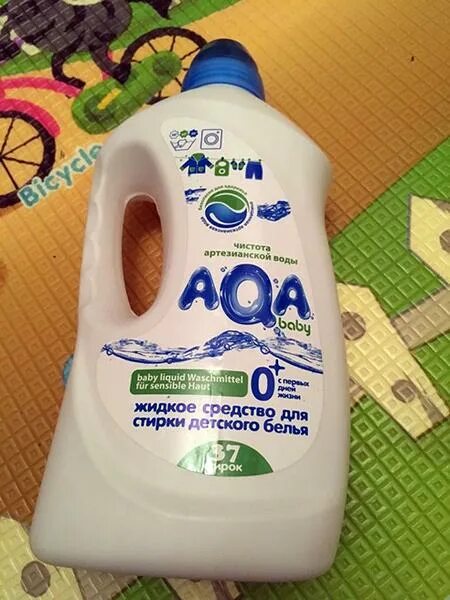 Bicycle
чистота
артезианской воды
AQA
baby
baby liquid Waschmittel
für sensible Haut
0+
с первых
дней
жизни
жидкое средство для
стирки детского белья
37